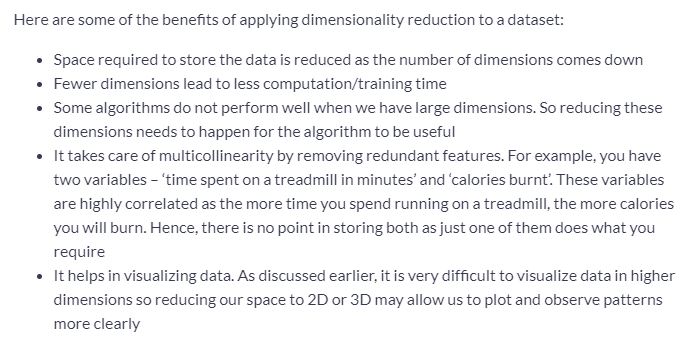 Here are some of the benefits of applying dimensionality reduction to a dataset:
• Space required to store the data is reduced as the number of dimensions comes down
• Fewer dimensions lead to less computation/training time
• Some algorithms do not perform well when we have large dimensions. So reducing these
dimensions needs to happen for the algorithm to be useful
• It takes care of multicollinearity by removing redundant features. For example, you have
two variables – ‘time spent on a treadmill in minutes’ and ‘calories burnt’. These variables
are highly correlated as the more time you spend running on a treadmill, the more calories
you will burn. Hence, there is no point in storing both as just one of them does what you
require
• It helps in visualizing data. As discussed earlier, it is very difficult to visualize data in higher
dimensions so reducing our space to 2D or 3D may allow us to plot and observe patterns
more clearly